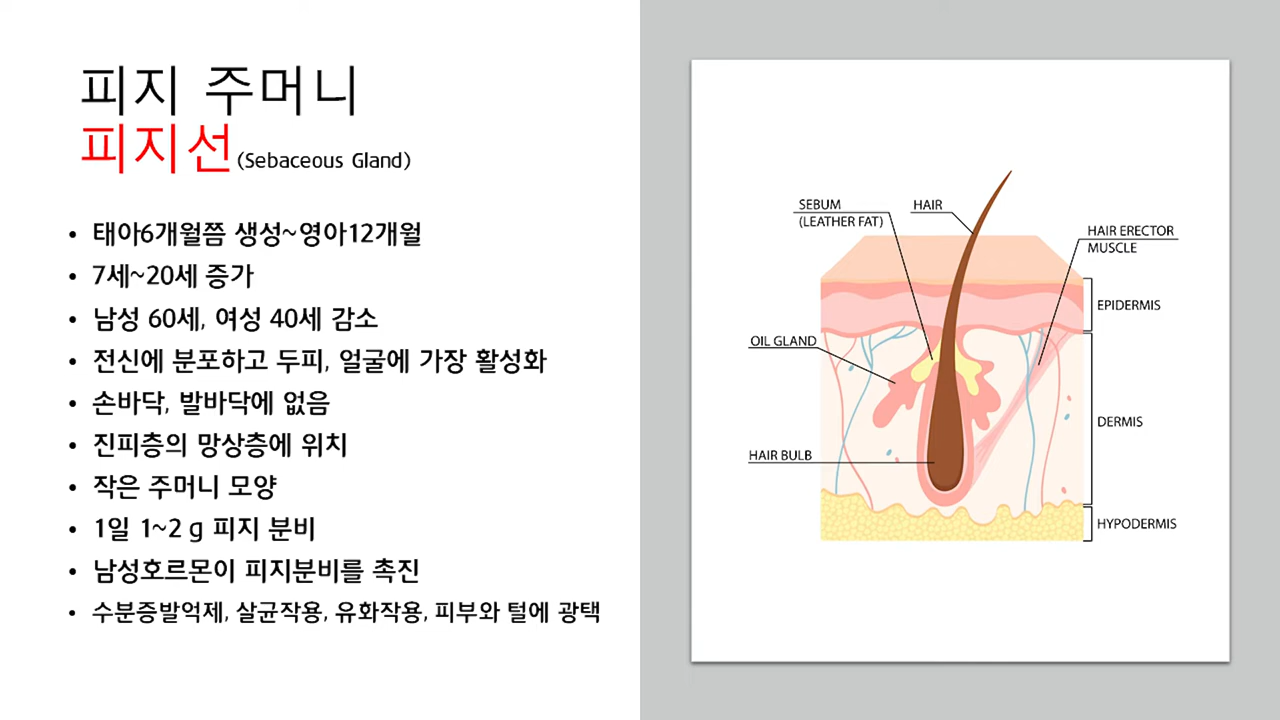 피지 주머니
피지선(Sebaceous Gland)
• 태아6개월쯤 생성~영아12개월
• 7세~20세 증가
• 남성 60세, 여성 40세 감소
• 전신에 분포하고 두피, 얼굴에 가장 활성화
• 손바닥, 발바닥에 없음
• 진피층의 망상층에 위치
• 작은 주머니 모양
• 1일 1~2 g 피지 분비
• 남성호르몬이 피지분비를 촉진
• 수분증발억제, 살균작용, 유화작용, 피부와 털에 광택
SEBUM
(LEATHER FAT)
HAIR
HAIR ERECTOR
MUSCLE
EPIDERMIS
OIL GLAND
DERMIS
HAIR BULB
HYPODERMIS